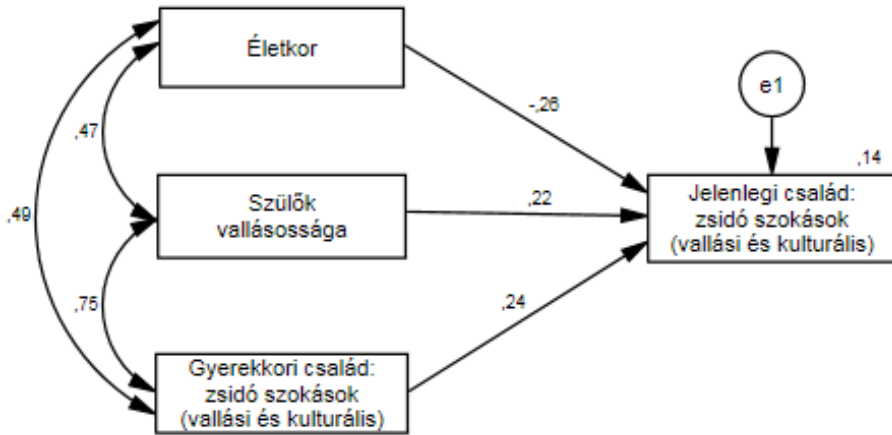 Életkor
e1
,47
-,26
,14
,49
Szülők
vallásossága
,22
Jelenlegi család:
zsidó szokások
(vallási és kulturális)
,75
,24
Gyerekkori család:
zsidó szokások
(vallási és kulturális)